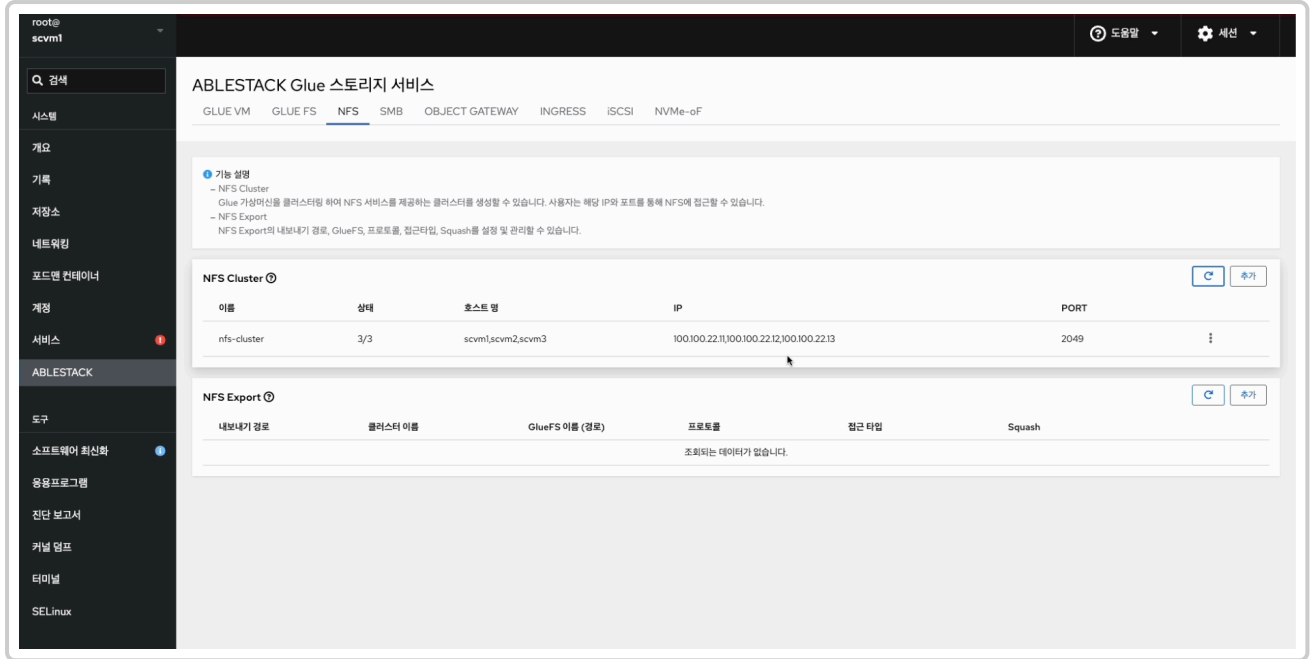 root@
scvm1
도움말
세션
검색
시스템
개요
기록
저장소
네트워킹
포드맨 컨테이너
계정
서비스
ABLESTACK
도구
소프트웨어 최신화
응용프로그램
진단 보고서
커널 덤프
터미널
SELinux
ABLESTACK Glue 스토리지 서비스
GLUE VM GLUE FS NFS SMB OBJECT GATEWAY INGRESS iSCSI NVMe-oF
기능 설명
- NFS Cluster
Glue 가상머신을 클러스터링 하여 NFS 서비스를 제공하는 클러스터를 생성할 수 있습니다. 사용자는 해당 IP와 포트를 통해 NFS에 접근할 수 있습니다.
- NFS Export
NFS Export의 내보내기 경로, GlueFS, 프로토콜, 접근타입, Squash를 설정 및 관리할 수 있습니다.
NFS Cluster
추가
이름 상태 호스트 명 IP PORT
nfs-cluster 3/3 scvm1,scvm2,scvm3 100.100.22.11,100.100.22.12,100.100.22.13 2049
NFS Export
추가
내보내기 경로 클러스터 이름 GlueFS 이름 (경로) 프로토콜 접근 타입 Squash
조회되는 데이터가 없습니다.